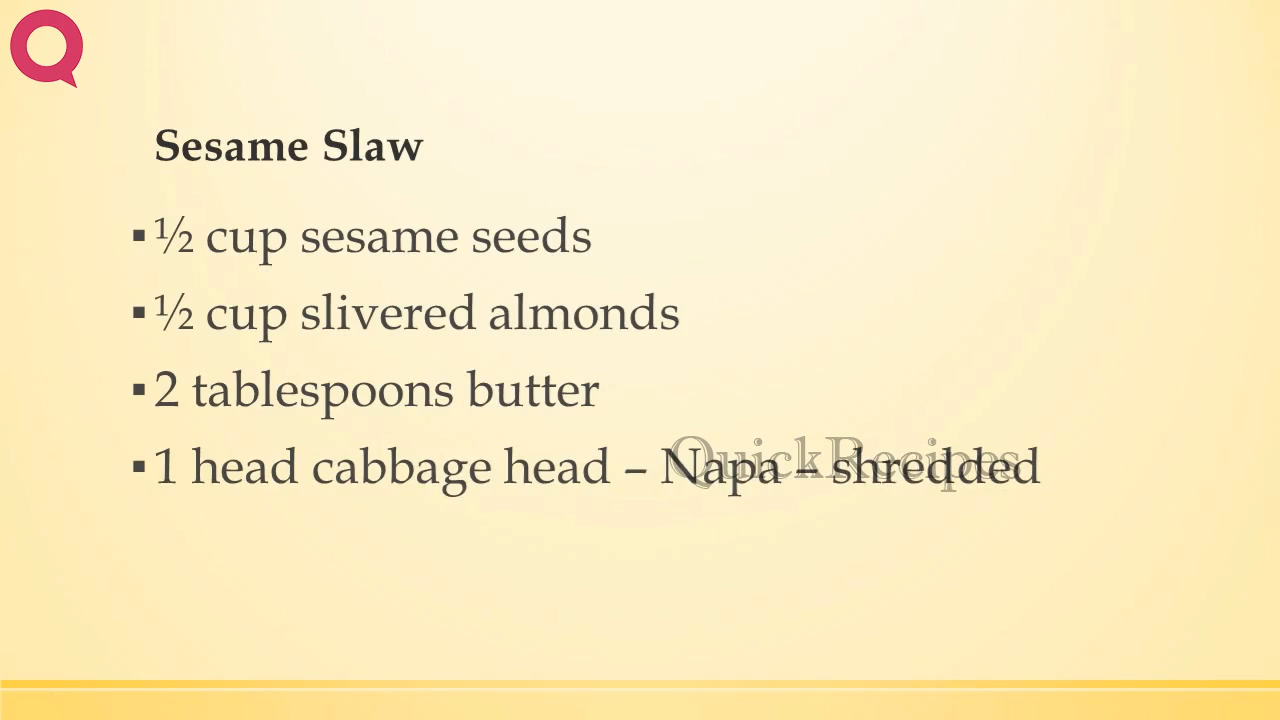 Sesame Slaw
▪ ½ cup sesame seeds
▪ ½ cup slivered almonds
▪ 2 tablespoons butter
▪ 1 head cabbage head – Napa – shredded
QuickRecipes